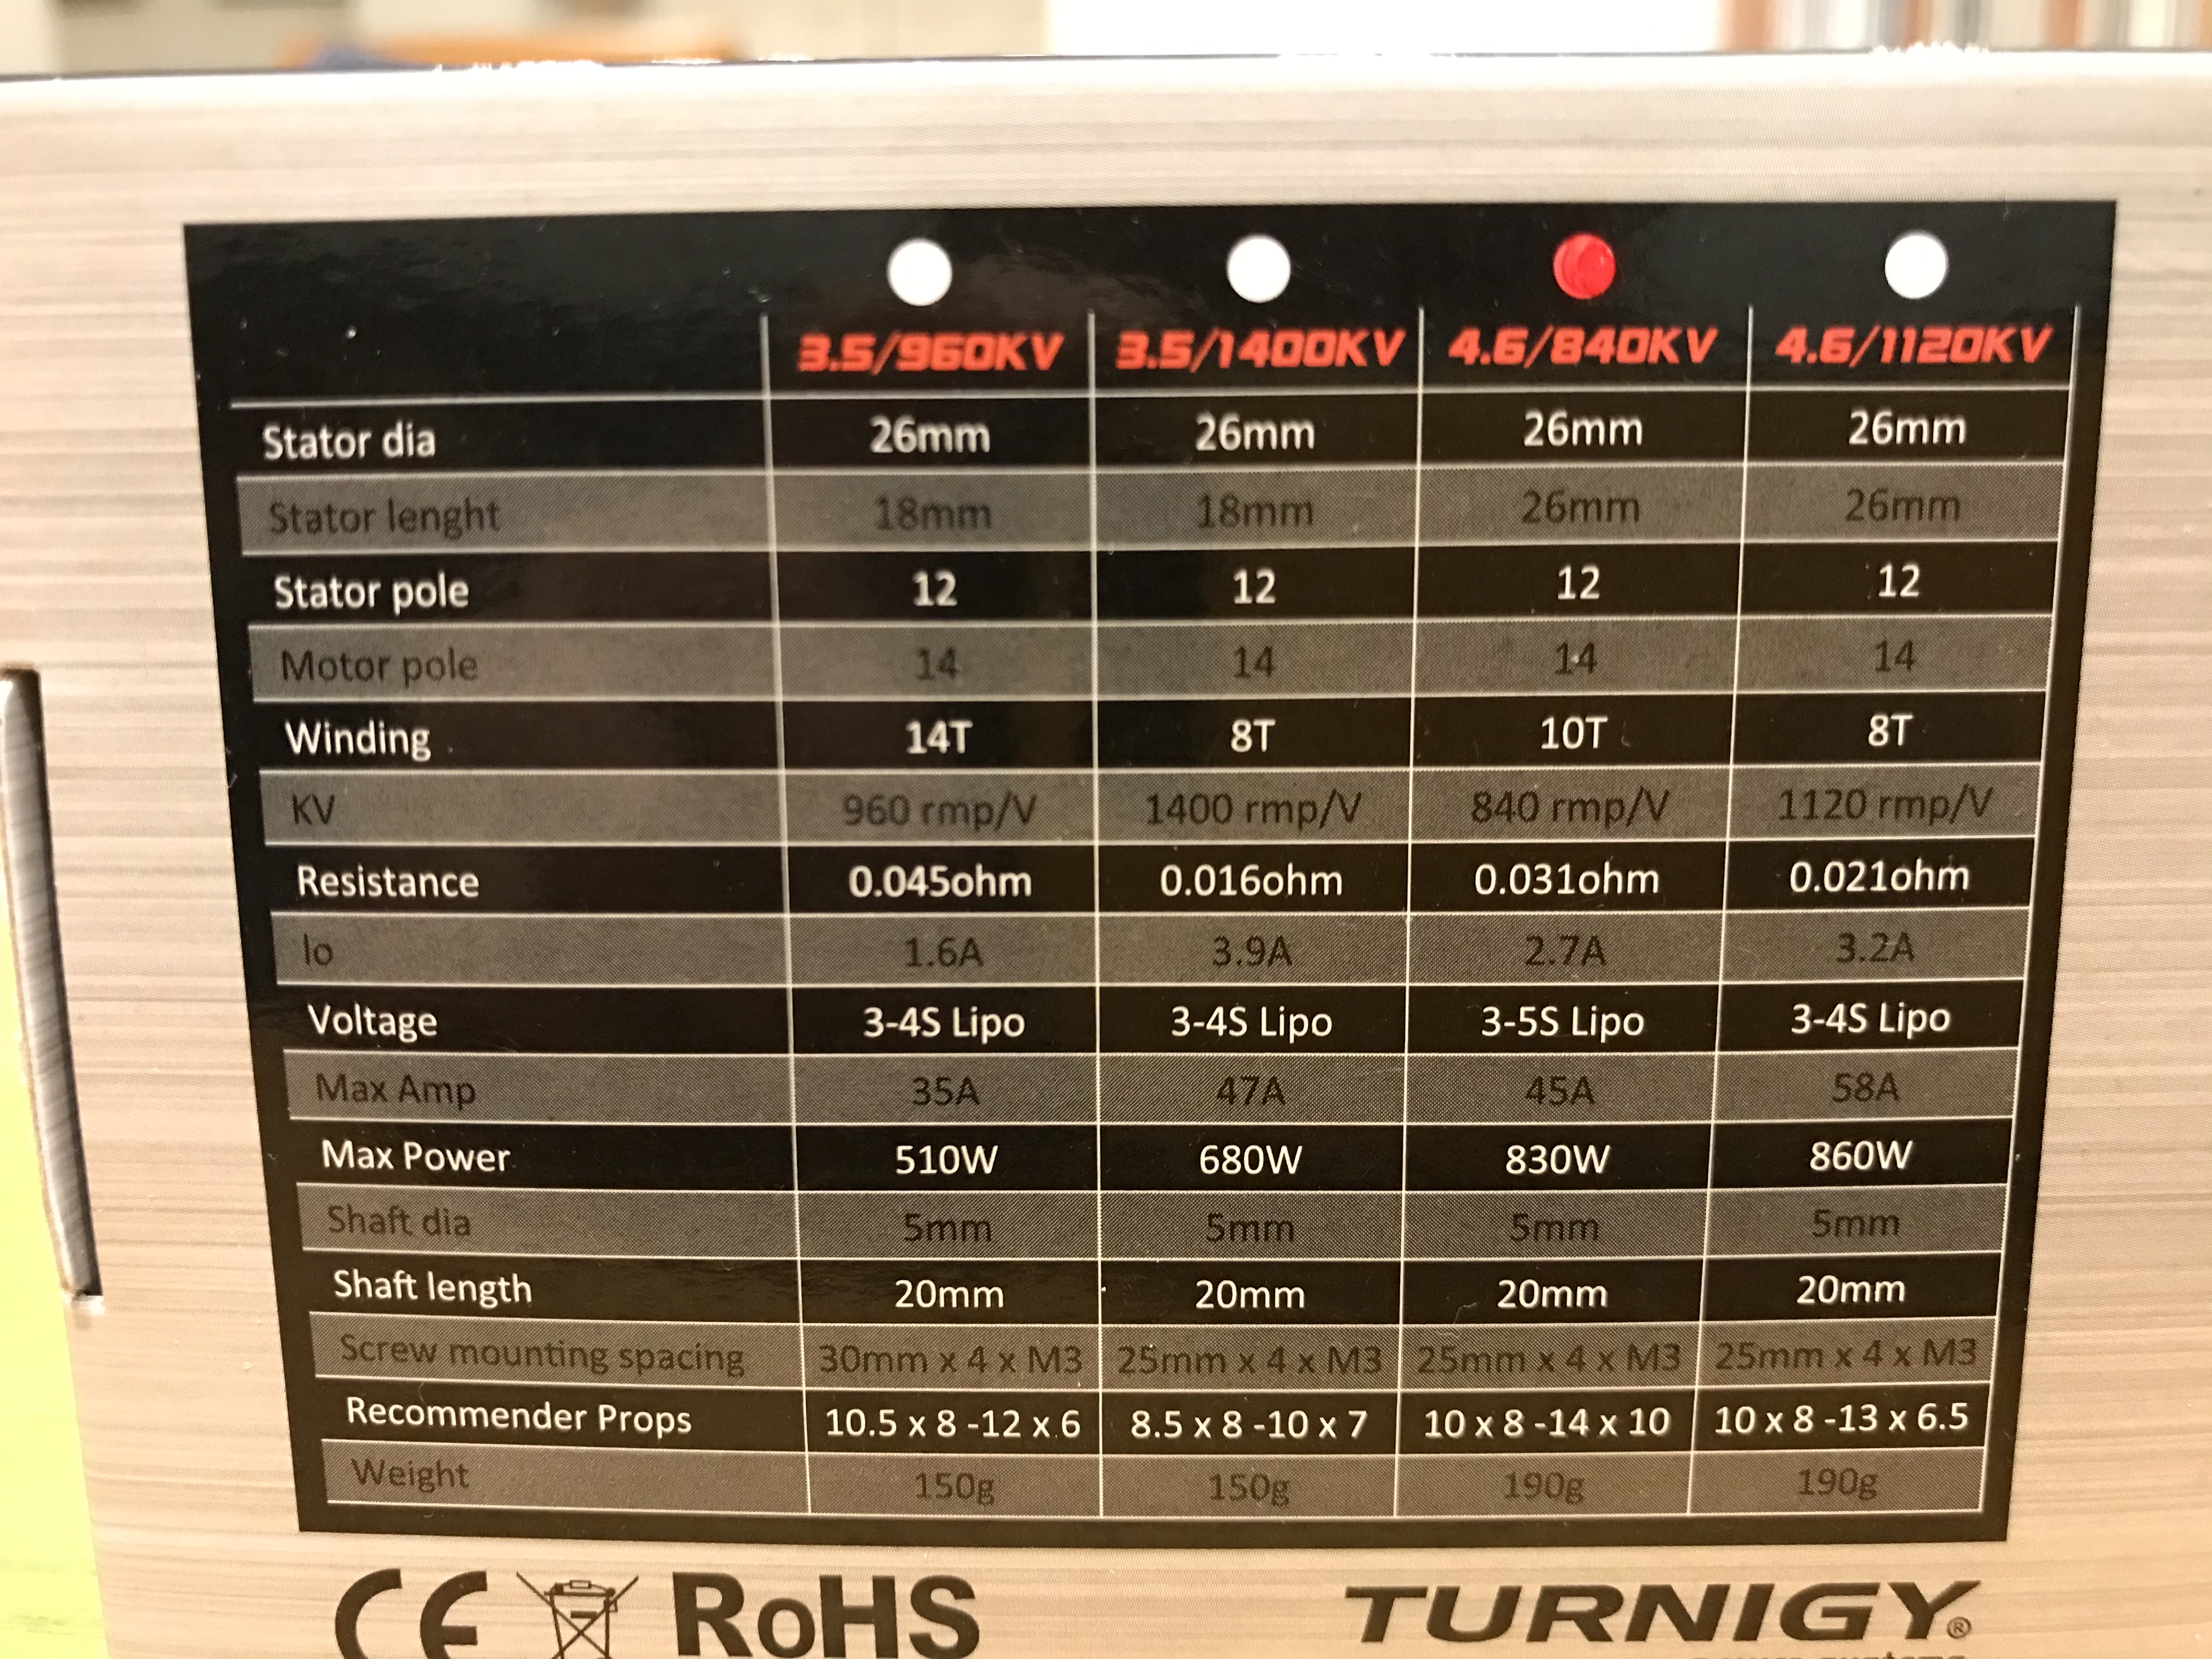 3.5/960KV 3.5/1400KV 4.6/840KV 4.6/1120KV
Stator dia 26mm 26mm 26mm 26mm
Stator lenght 18mm 18mm 26mm 26mm
Stator pole 12 12 12 12
Motor pole 14 14 14 14
Winding 14T 8T 10T 8T
KV 960 rmp/V 1400 rmp/V 840 rmp/V 1120 rmp/V
Resistance 0.045ohm 0.016ohm 0.031ohm 0.021ohm
Io 1.6A 3.9A 2.7A 3.2A
Voltage 3-4S Lipo 3-4S Lipo 3-5S Lipo 3-4S Lipo
Max Amp 35A 47A 45A 58A
Max Power 510W 680W 830W 860W
Shaft dia 5mm 5mm 5mm 5mm
Shaft length 20mm 20mm 20mm 20mm
Screw mounting spacing 30mm x 4 x M3 25mm x 4 x M3 25mm x 4 x M3 25mm x 4 x M3
Recommender Props 10.5 x 8 -12 x 6 8.5 x 8 -10 x 7 10 x 8 -14 x 10 10 x 8 -13 x 6.5
Weight 150g 150g 190g 190g
CE RoHS TURNIGY®